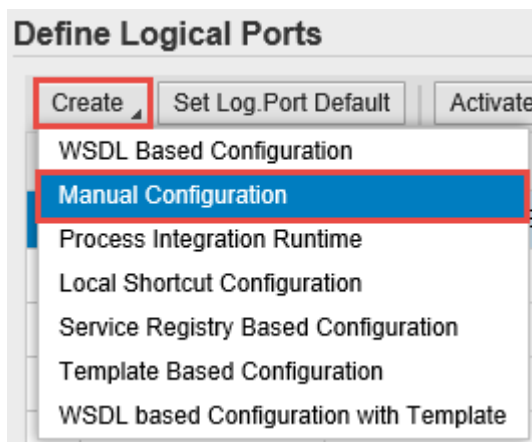 Define Logical Ports
Create Set Log.Port Default Activate
WSDL Based Configuration
Manual Configuration
Process Integration Runtime
Local Shortcut Configuration
Service Registry Based Configuration
Template Based Configuration
WSDL based Configuration with Template